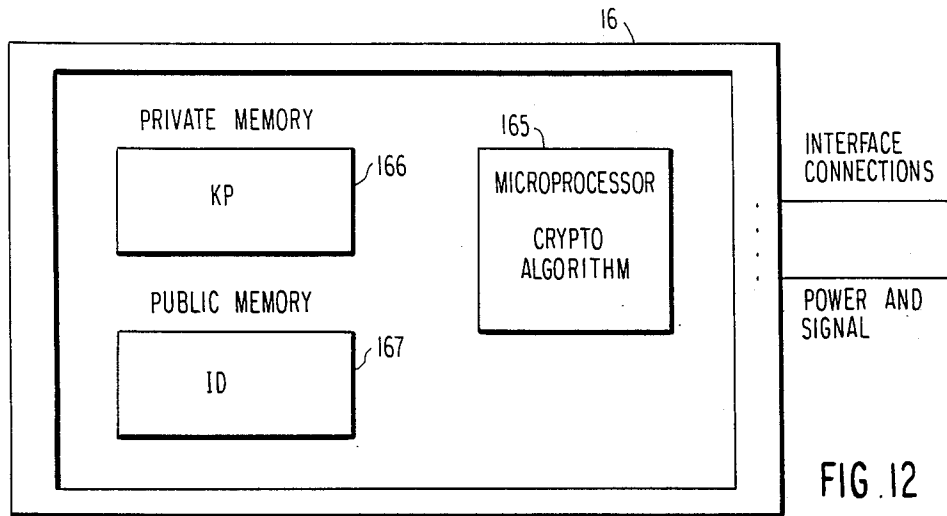 16
PRIVATE MEMORY
166
KP
165
MICROPROCESSOR
CRYPTO
ALGORITHM
INTERFACE
CONNECTIONS
PUBLIC MEMORY
167
ID
POWER AND
SIGNAL
FIG.12